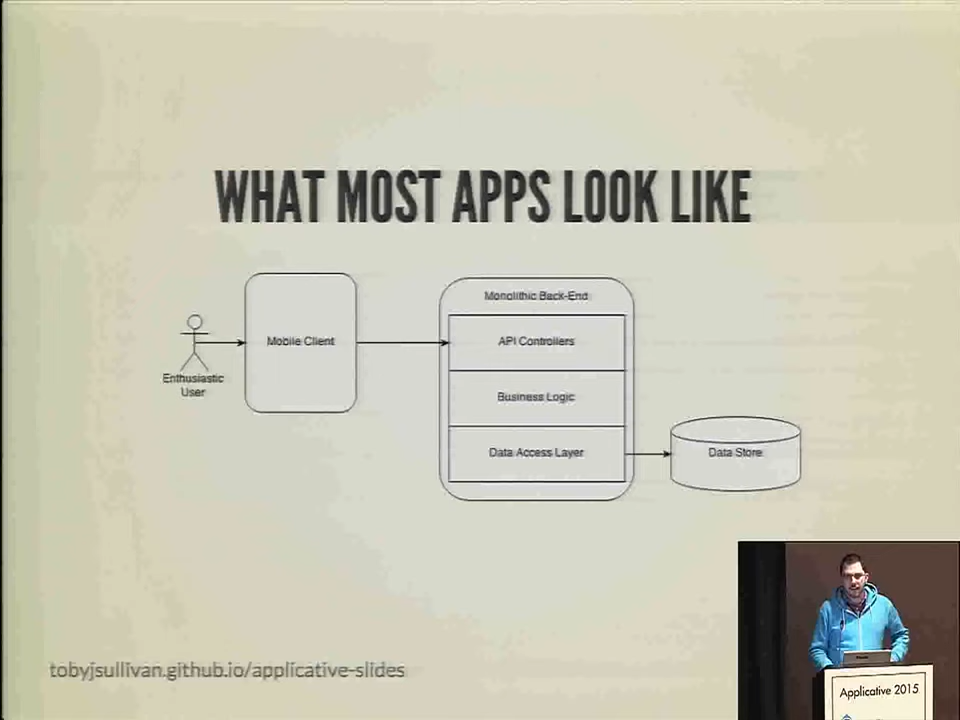 WHAT MOST APPS LOOK LIKE
Enthusiastic
User
Mobile Client
Monolithic Back-End
API Controllers
Business Logic
Data Access Layer
Data Store
tobyjsullivan.github.io/applicative-slides
Applicative 2015